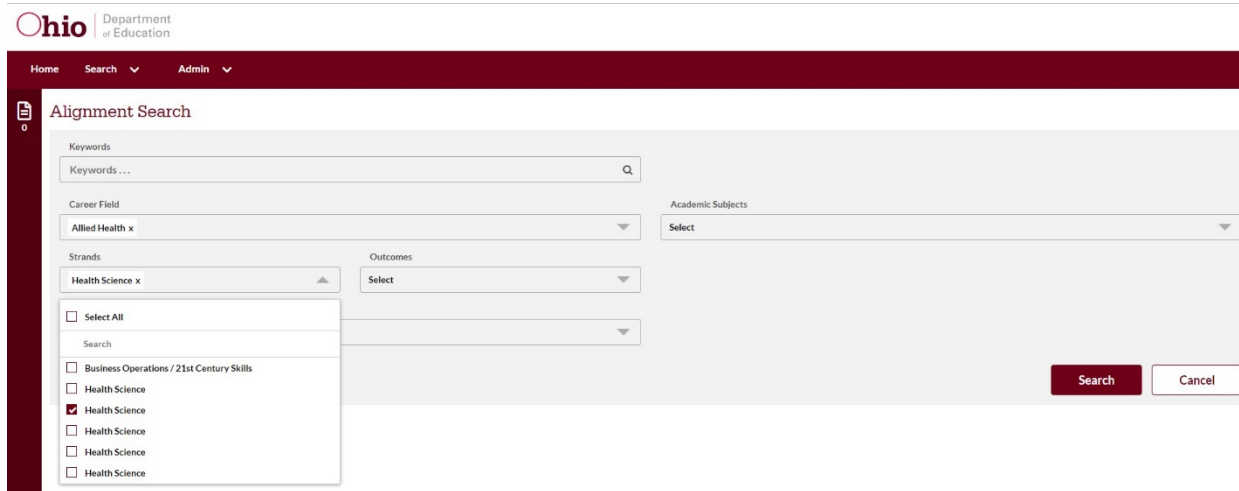 Ohio Department
of Education
Home Search Admin
0
Alignment Search
Keywords
Keywords...
Career Field Academic Subjects
Allied Health x Select
Strands Outcomes
Health Science x Select
Select All
Search
Business Operations / 21st Century Skills
Health Science
Health Science
Health Science
Health Science
Health Science
Search Cancel